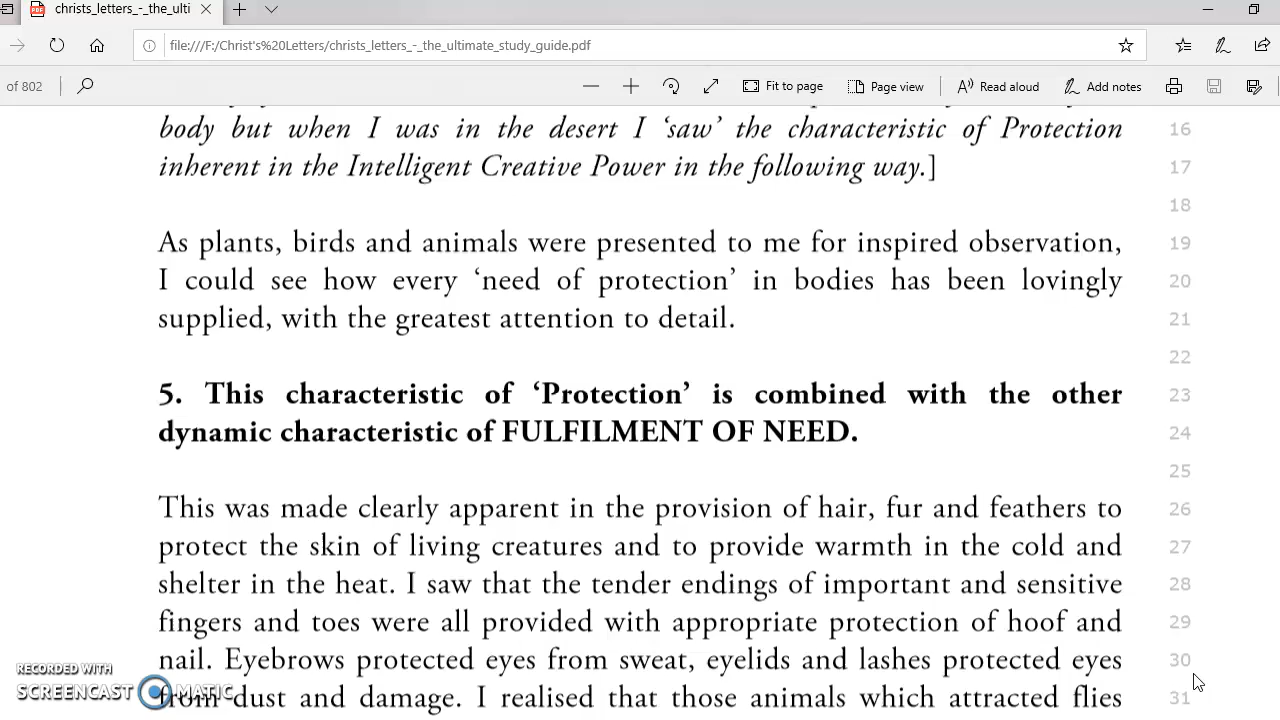 christs_letters_-_the_ulti
file:///F:/Christ's%20Letters/christs_letters_-_the_ultimate_study_guide.pdf
of 802
Fit to page
Page view
Read aloud
Add notes
body but when I was in the desert I ‘saw’ the characteristic of Protection 16
inherent in the Intelligent Creative Power in the following way.] 17
18
As plants, birds and animals were presented to me for inspired observation, 19
I could see how every ‘need of protection’ in bodies has been lovingly 20
supplied, with the greatest attention to detail. 21
22
5. This characteristic of ‘Protection’ is combined with the other 23
dynamic characteristic of FULFILMENT OF NEED. 24
25
This was made clearly apparent in the provision of hair, fur and feathers to 26
protect the skin of living creatures and to provide warmth in the cold and 27
shelter in the heat. I saw that the tender endings of important and sensitive 28
fingers and toes were all provided with appropriate protection of hoof and 29
nail. Eyebrows protected eyes from sweat, eyelids and lashes protected eyes 30
from dust and damage. I realised that those animals which attracted flies 31
RECORDED WITH
SCREENCAST MATIC